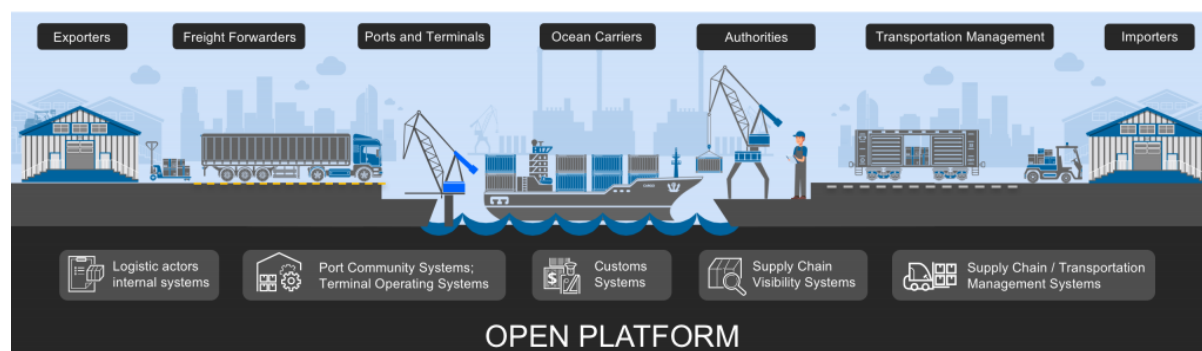 Exporters
Freight Forwarders
Ports and Terminals
Ocean Carriers
Authorities
Transportation Management
Importers
Logistic actors
internal systems
Port Community Systems;
Terminal Operating Systems
Customs
Systems
Supply Chain
Visibility Systems
Supply Chain / Transportation
Management Systems
OPEN PLATFORM